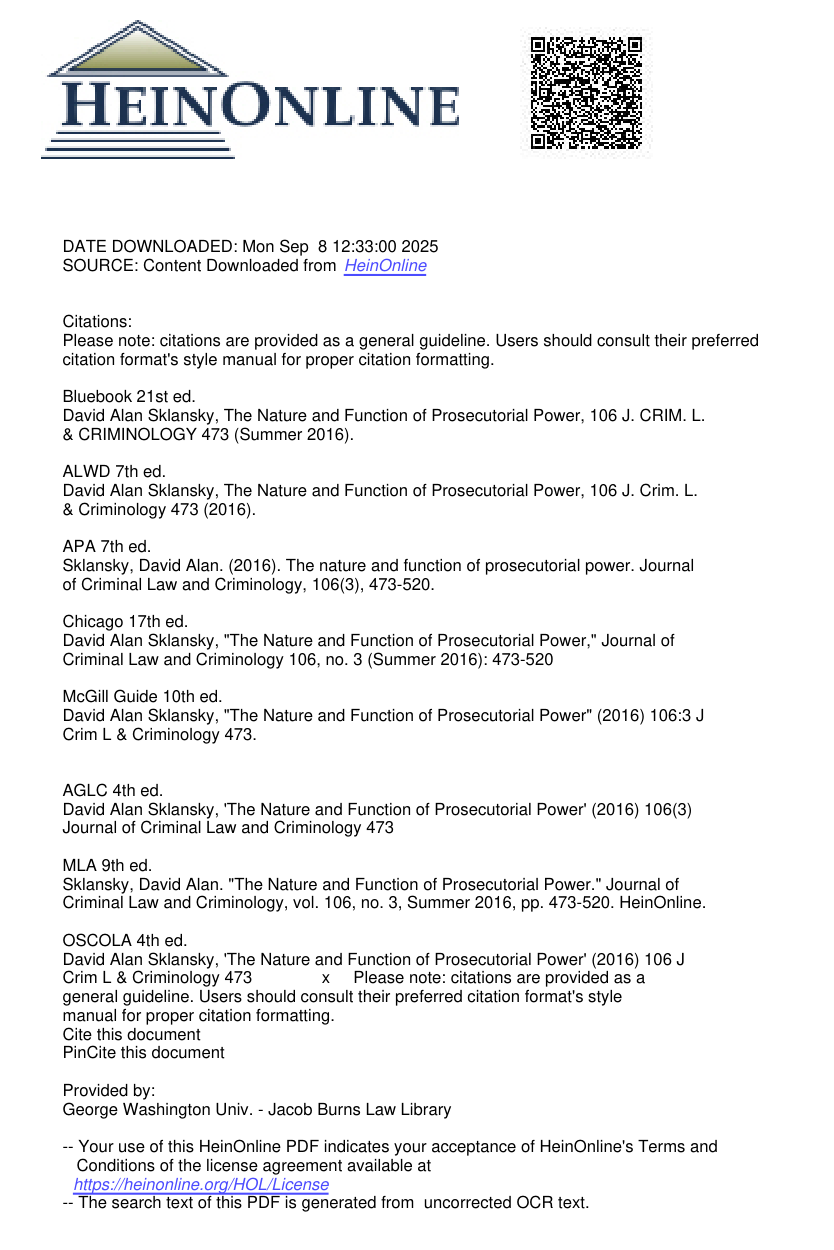 HEINONLINE
DATE DOWNLOADED: Mon Sep  8 12:33:00 2025
SOURCE: Content Downloaded from HeinOnline
Citations:
Please note: citations are provided as a general guideline. Users should consult their preferred
citation format's style manual for proper citation formatting.
Bluebook 21st ed.
David Alan Sklansky, The Nature and Function of Prosecutorial Power, 106 J. CRIM. L.
& CRIMINOLOGY 473 (Summer 2016).
ALWD 7th ed.
David Alan Sklansky, The Nature and Function of Prosecutorial Power, 106 J. Crim. L.
& Criminology 473 (2016).
APA 7th ed.
Sklansky, David Alan. (2016). The nature and function of prosecutorial power. Journal
of Criminal Law and Criminology, 106(3), 473-520.
Chicago 17th ed.
David Alan Sklansky, "The Nature and Function of Prosecutorial Power," Journal of
Criminal Law and Criminology 106, no. 3 (Summer 2016): 473-520
McGill Guide 10th ed.
David Alan Sklansky, "The Nature and Function of Prosecutorial Power" (2016) 106:3 J
Crim L & Criminology 473.
AGLC 4th ed.
David Alan Sklansky, 'The Nature and Function of Prosecutorial Power' (2016) 106(3)
Journal of Criminal Law and Criminology 473
MLA 9th ed.
Sklansky, David Alan. "The Nature and Function of Prosecutorial Power." Journal of
Criminal Law and Criminology, vol. 106, no. 3, Summer 2016, pp. 473-520. HeinOnline.
OSCOLA 4th ed.
David Alan Sklansky, 'The Nature and Function of Prosecutorial Power' (2016) 106 J
Crim L & Criminology 473 x Please note: citations are provided as a
general guideline. Users should consult their preferred citation format's style
manual for proper citation formatting.
Cite this document
PinCite this document
Provided by:
George Washington Univ. - Jacob Burns Law Library
-- Your use of this HeinOnline PDF indicates your acceptance of HeinOnline's Terms and
Conditions of the license agreement available at
https://heinonline.org/HOL/License
-- The search text of this PDF is generated from  uncorrected OCR text.